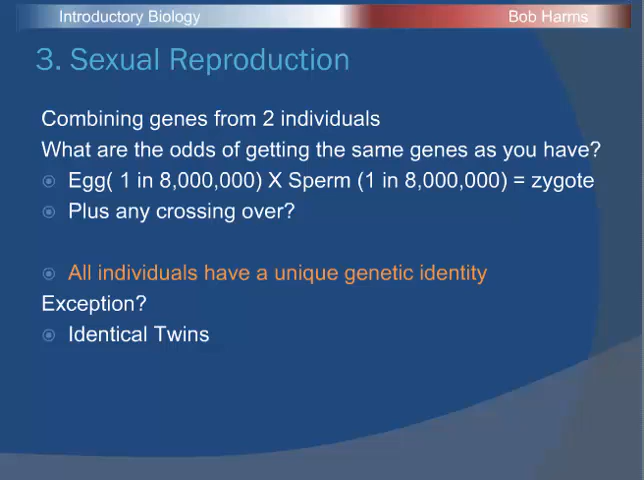 Introductory Biology
Bob Harms
3. Sexual Reproduction
Combining genes from 2 individuals
What are the odds of getting the same genes as you have?
Egg( 1 in 8,000,000) X Sperm (1 in 8,000,000) = zygote
Plus any crossing over?
All individuals have a unique genetic identity
Exception?
Identical Twins